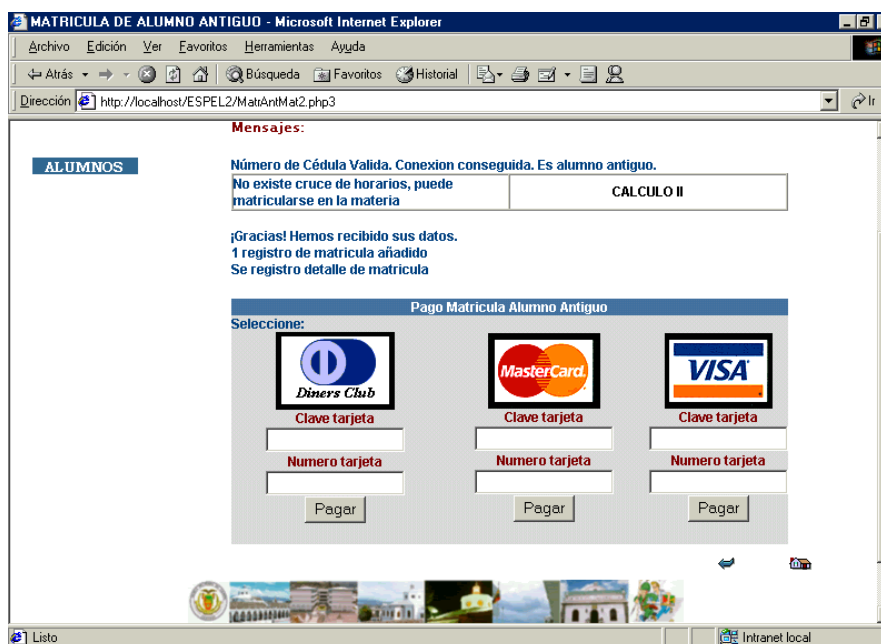 MATRICULA DE ALUMNO ANTIGUO - Microsoft Internet Explorer
Archivo Edición Ver Favoritos Herramientas Ayuda
Atrás Búsqueda Favoritos Historial
Dirección http://localhost/ESPEL2/MatrAntMat2.php3 Ir
Mensajes:
ALUMNOS
Número de Cédula Valida. Conexion conseguida. Es alumno antiguo.
No existe cruce de horarios, puede
matricularse en la materia
CALCULO II
¡Gracias! Hemos recibido sus datos.
1 registro de matricula añadido
Se registro detalle de matricula
Pago Matricula Alumno Antiguo
Seleccione:
Diners Club MasterCard VISA
Clave tarjeta Clave tarjeta Clave tarjeta
Numero tarjeta Numero tarjeta Numero tarjeta
Pagar Pagar Pagar
Listo Intranet local